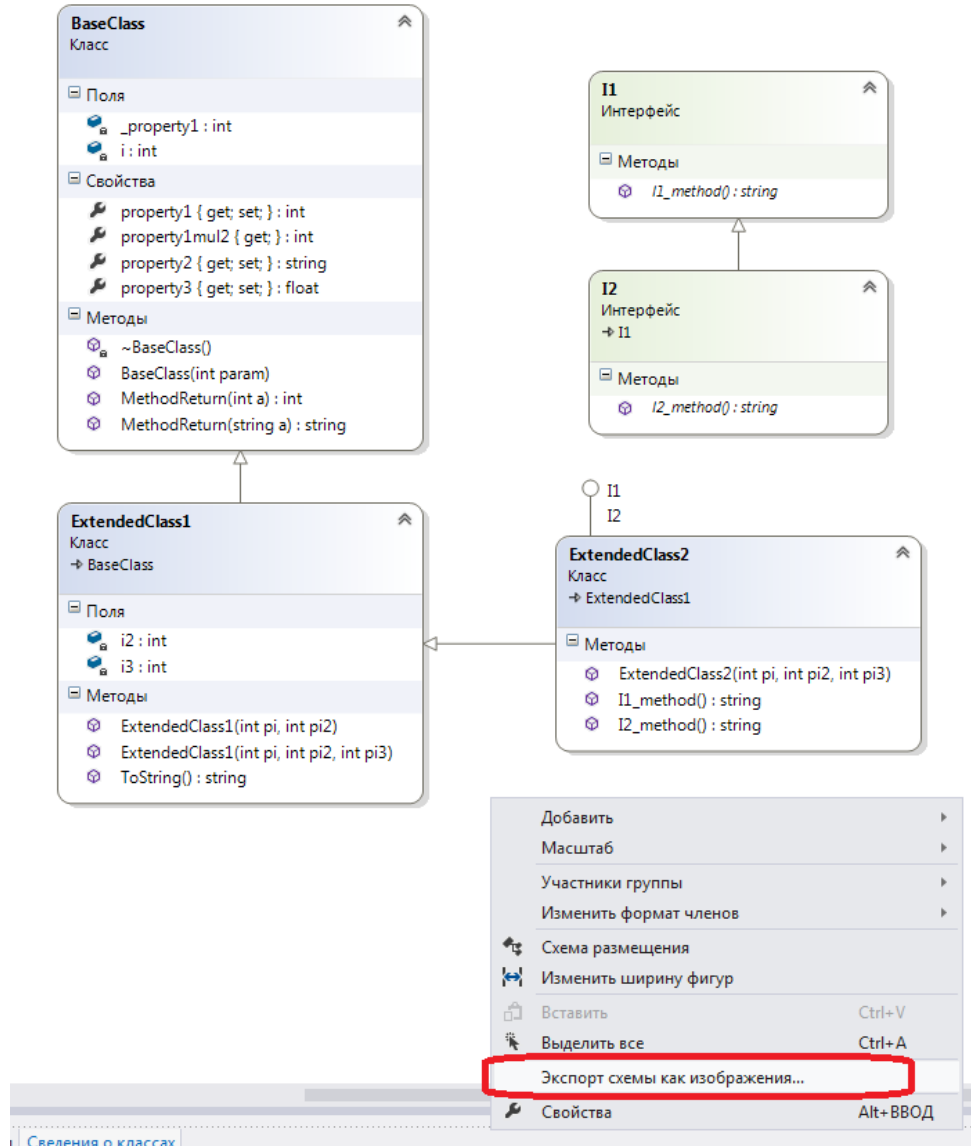 BaseClass
Класс
Поля
_property1 : int
i : int
Свойства
property1 { get; set; } : int
property1mul2 { get; } : int
property2 { get; set; } : string
property3 { get; set; } : float
Методы
~BaseClass()
BaseClass(int param)
MethodReturn(int a) : int
MethodReturn(string a) : string
I1
Интерфейс
Методы
I1_method() : string
I2
Интерфейс
I1
Методы
I2_method() : string
ExtendedClass1
Класс
BaseClass
Поля
i2 : int
i3 : int
Методы
ExtendedClass1(int pi, int pi2)
ExtendedClass1(int pi, int pi2, int pi3)
ToString() : string
I1
I2
ExtendedClass2
Класс
ExtendedClass1
Методы
ExtendedClass2(int pi, int pi2, int pi3)
I1_method() : string
I2_method() : string
Добавить
Масштаб
Участники группы
Изменить формат членов
Схема размещения
Изменить ширину фигур
Вставить Ctrl+V
Выделить все Ctrl+A
Экспорт схемы как изображения...
Свойства Alt+ВВОД
Сведения о классах